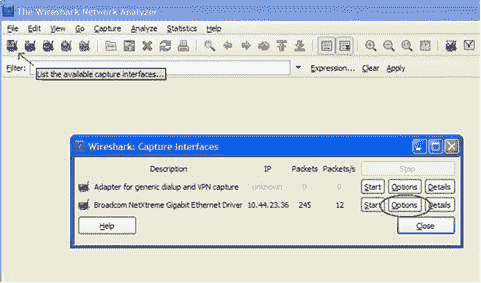 The Wireshark Network Analyzer
File Edit View Go Capture Analyze Statistics Help
Filter: Expression... Clear Apply
List the available capture interfaces...
Wireshark: Capture Interfaces
Description IP Packets Packets/s Stop
Adapter for generic dialup and VPN capture unknown 0 0 Start Options Details
Broadcom NetXtreme Gigabit Ethernet Driver 10.44.23.36 245 12 Start Options Details
Help Close